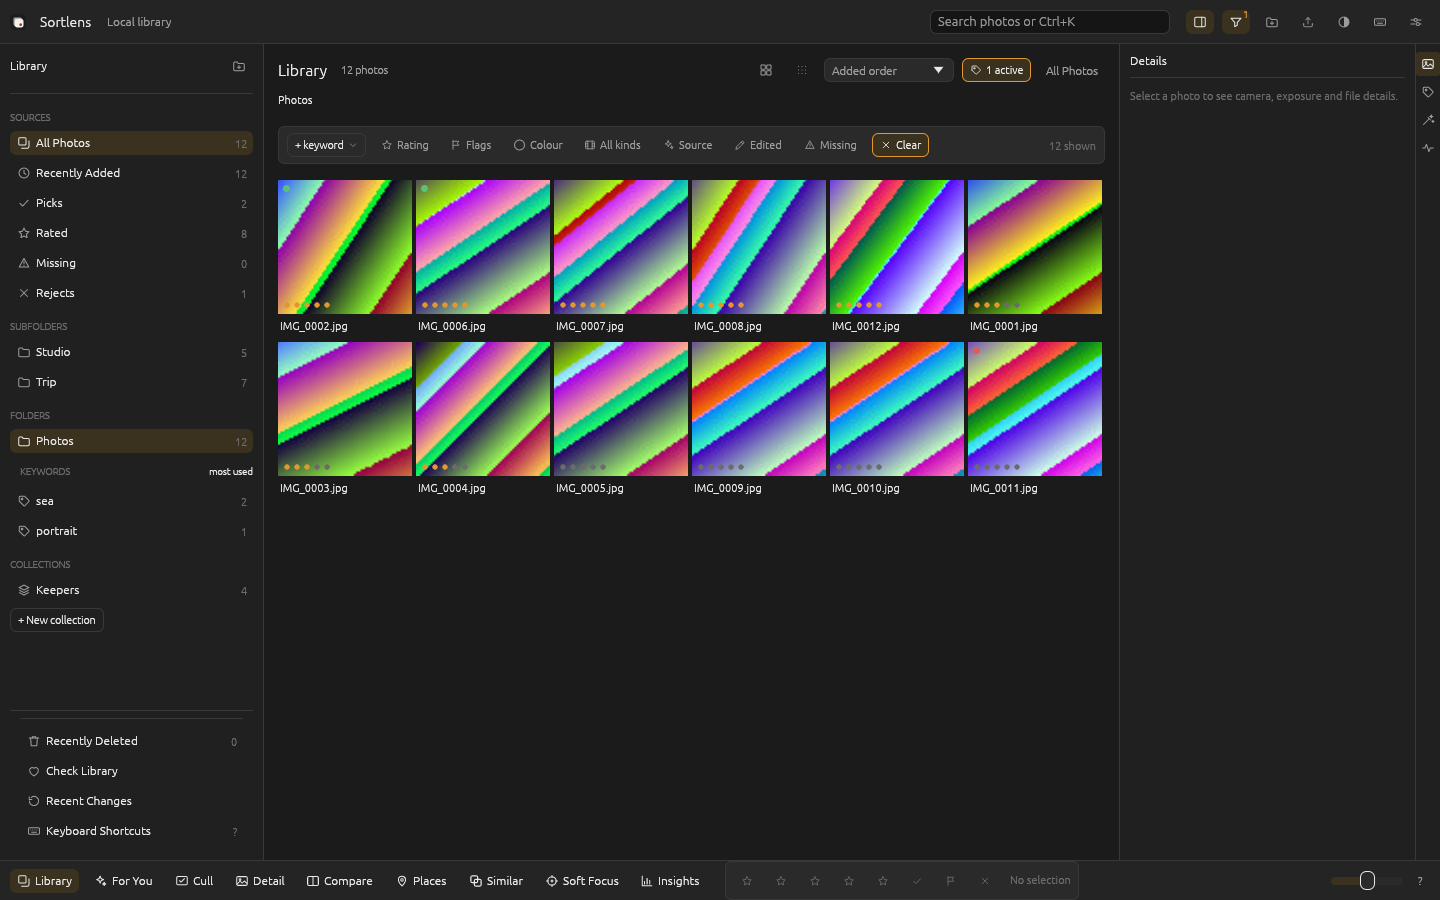 Sortlens Local library Search photos or Ctrl+K
Library
SOURCES
All Photos 12
Recently Added 12
Picks 2
Rated 8
Missing 0
Rejects 1
SUBFOLDERS
Studio 5
Trip 7
FOLDERS
Photos 12
KEYWORDS most used
sea 2
portrait 1
COLLECTIONS
Keepers 4
+ New collection
Recently Deleted 0
Check Library
Recent Changes
Keyboard Shortcuts ?
Library 12 photos Added order 1 active All Photos
Photos
+ keyword Rating Flags Colour All kinds Source Edited Missing Clear 12 shown
IMG_0002.jpg IMG_0006.jpg IMG_0007.jpg IMG_0008.jpg IMG_0012.jpg IMG_0001.jpg
IMG_0003.jpg IMG_0004.jpg IMG_0005.jpg IMG_0009.jpg IMG_0010.jpg IMG_0011.jpg
Details
Select a photo to see camera, exposure and file details.
Library For You Cull Detail Compare Places Similar Soft Focus Insights No selection ?